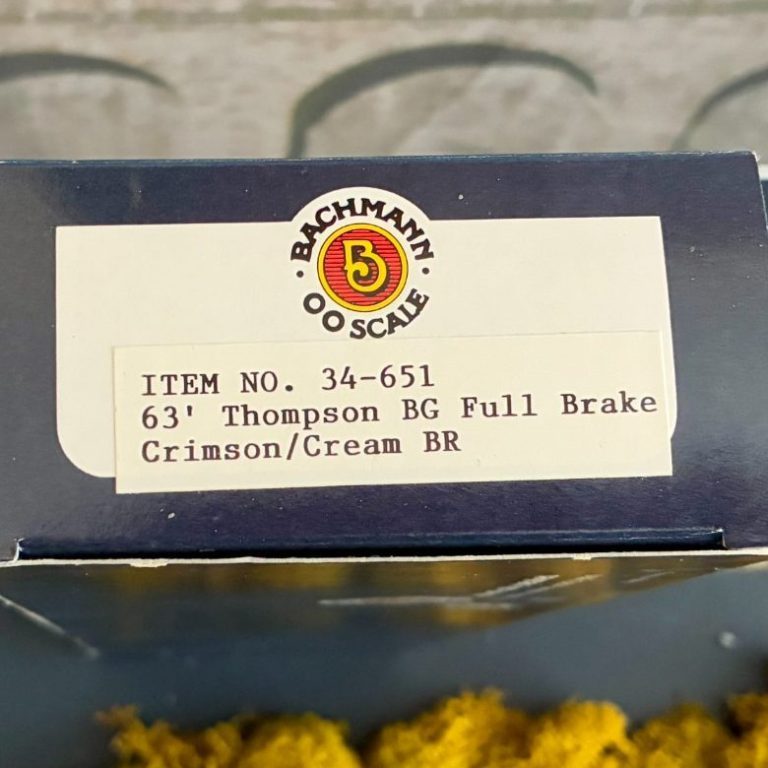 BACHMANN
B
OO SCALE
ITEM NO. 34-651
63' Thompson BG Full Brake
Crimson/Cream BR